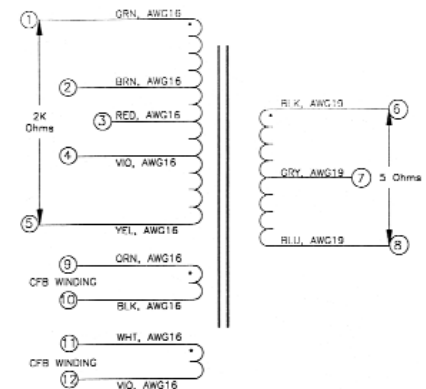 1 GRN, AWG16
2 BRN, AWG16
3 RED, AWG16
4 VIO, AWG16
5 YEL, AWG16
2K
Ohms
BLK, AWG19 6
GRY, AWG19 7
5 Ohms
BLU, AWG19 8
9 ORN, AWG16
CFB WINDING
10 BLK, AWG16
11 WHT, AWG16
CFB WINDING
12 VIO, AWG16